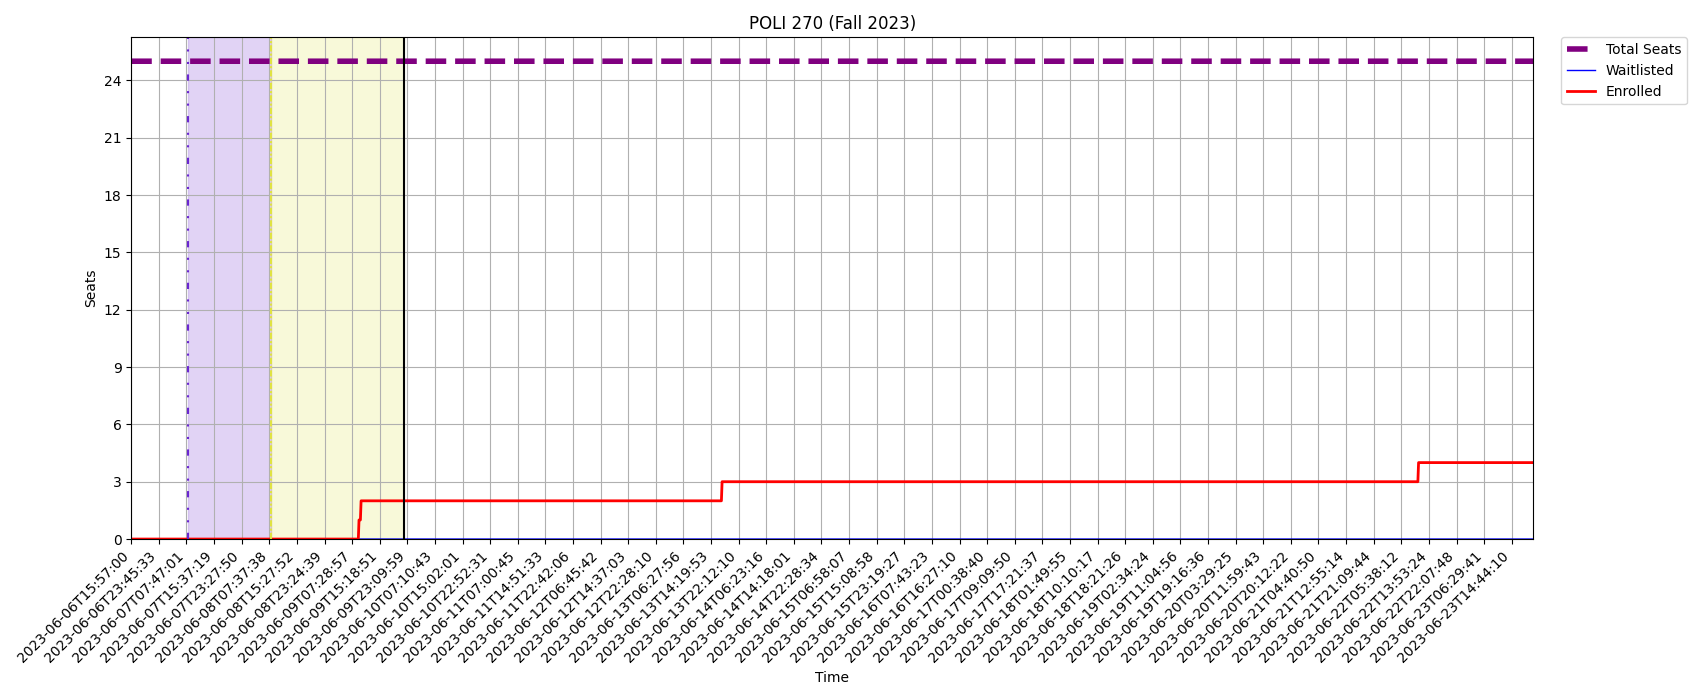 POLI 270 (Fall 2023)
Total Seats
Waitlisted
Enrolled
Seats
24
21
18
15
12
9
6
3
0
2023-06-06T15:57:00
2023-06-06T23:45:33
2023-06-07T07:47:01
2023-06-07T15:37:19
2023-06-07T23:27:50
2023-06-08T07:37:38
2023-06-08T15:27:52
2023-06-08T23:24:39
2023-06-09T07:28:57
2023-06-09T15:18:51
2023-06-09T23:09:59
2023-06-10T07:10:43
2023-06-10T15:02:01
2023-06-10T22:52:31
2023-06-11T07:00:45
2023-06-11T14:51:33
2023-06-11T22:42:06
2023-06-12T06:45:42
2023-06-12T14:37:03
2023-06-12T22:28:10
2023-06-13T06:27:56
2023-06-13T14:19:53
2023-06-13T22:12:10
2023-06-14T06:23:16
2023-06-14T14:18:01
2023-06-14T22:28:34
2023-06-15T06:58:07
2023-06-15T15:08:58
2023-06-15T23:19:27
2023-06-16T07:43:23
2023-06-16T16:27:10
2023-06-17T00:38:40
2023-06-17T09:09:50
2023-06-17T17:21:37
2023-06-18T01:49:55
2023-06-18T10:10:17
2023-06-18T18:21:26
2023-06-19T02:34:24
2023-06-19T11:04:56
2023-06-19T19:16:36
2023-06-20T03:29:25
2023-06-20T11:59:43
2023-06-20T20:12:22
2023-06-21T04:40:50
2023-06-21T12:55:14
2023-06-21T21:09:44
2023-06-22T05:38:12
2023-06-22T13:53:24
2023-06-22T22:07:48
2023-06-23T06:29:41
2023-06-23T14:44:10
Time